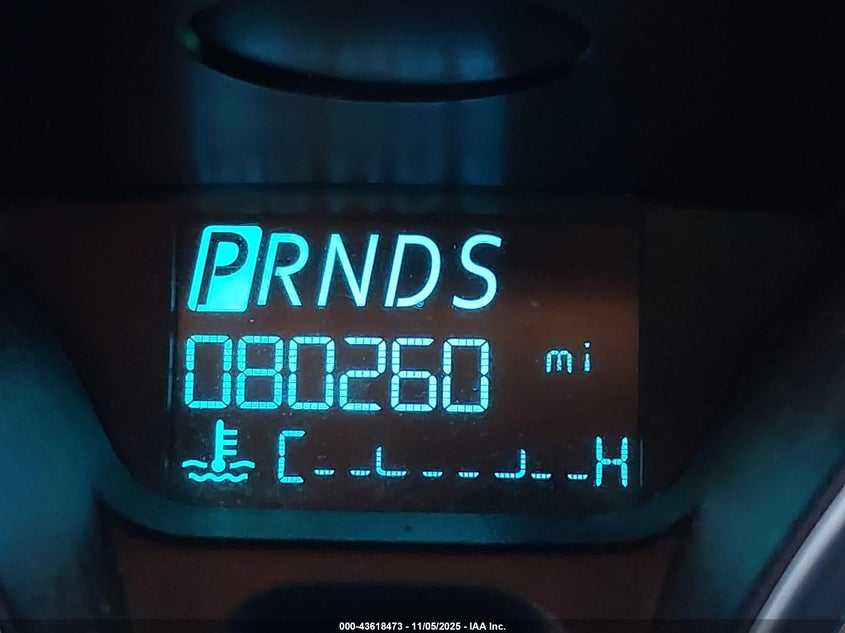 PRNDS
080260 mi
C H
000-43618473 - 11/05/2025 - IAA Inc.